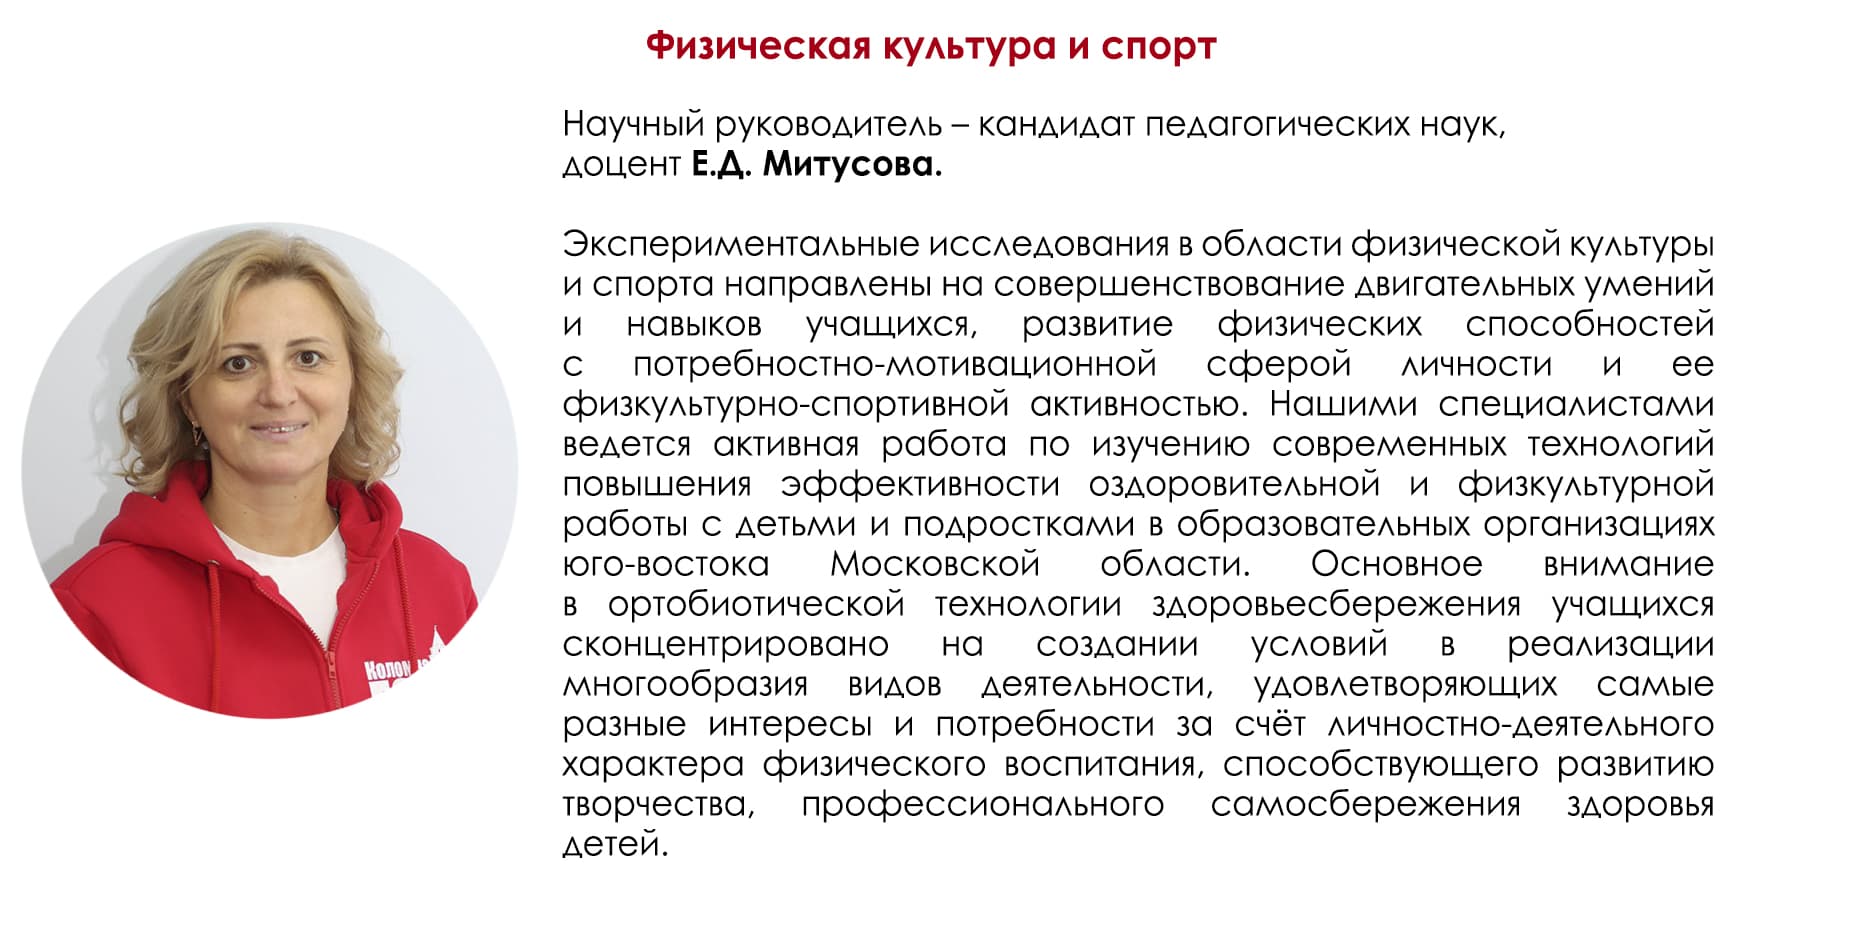 Физическая культура и спорт
Научный руководитель – кандидат педагогических наук,
доцент Е.Д. Митусова.
Экспериментальные исследования в области физической культуры
и спорта направлены на совершенствование двигательных умений
и навыков учащихся, развитие физических способностей
с потребностно-мотивационной сферой личности и ее
физкультурно-спортивной активностью. Нашими специалистами
ведется активная работа по изучению современных технологий
повышения эффективности оздоровительной и физкультурной
работы с детьми и подростками в образовательных организациях
юго-востока Московской области. Основное внимание
в ортобиотической технологии здоровьесбережения учащихся
сконцентрировано на создании условий в реализации
многообразия видов деятельности, удовлетворяющих самые
разные интересы и потребности за счёт личностно-деятельного
характера физического воспитания, способствующего развитию
творчества, профессионального самосбережения здоровья
детей.